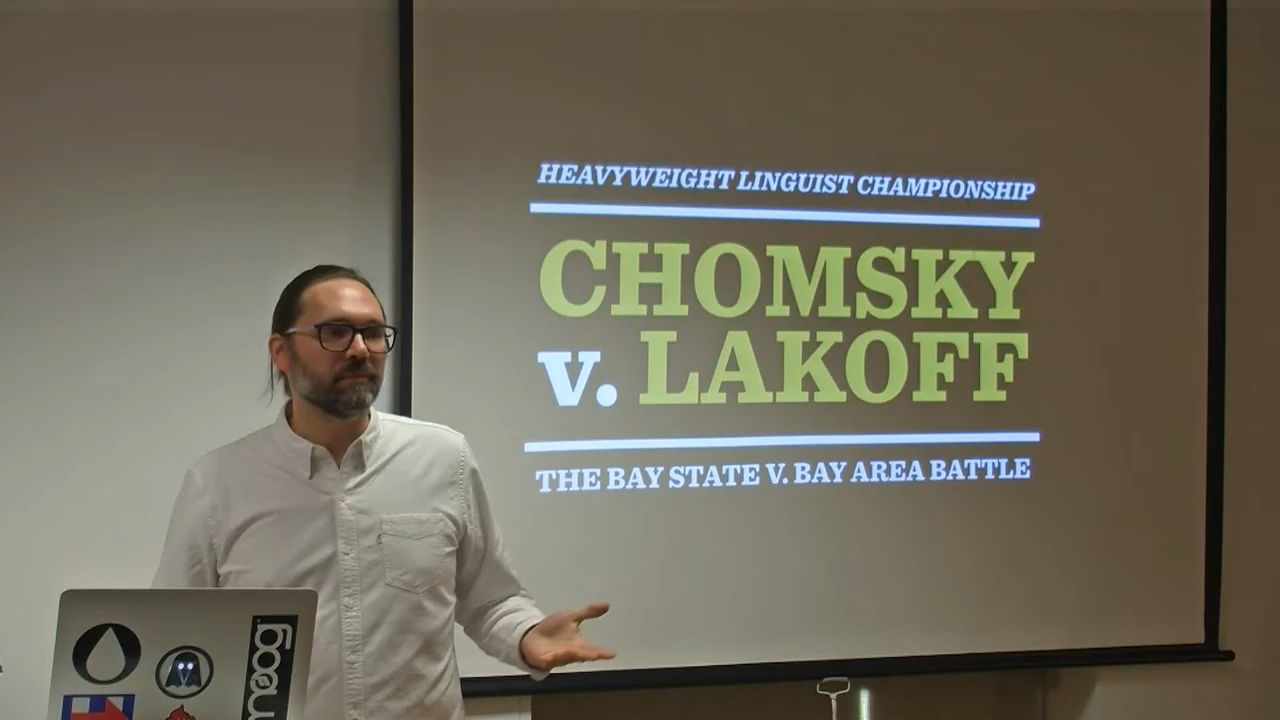 HEAVYWEIGHT LINGUIST CHAMPIONSHIP
CHOMSKY
v. LAKOFF
THE BAY STATE V. BAY AREA BATTLE
moog